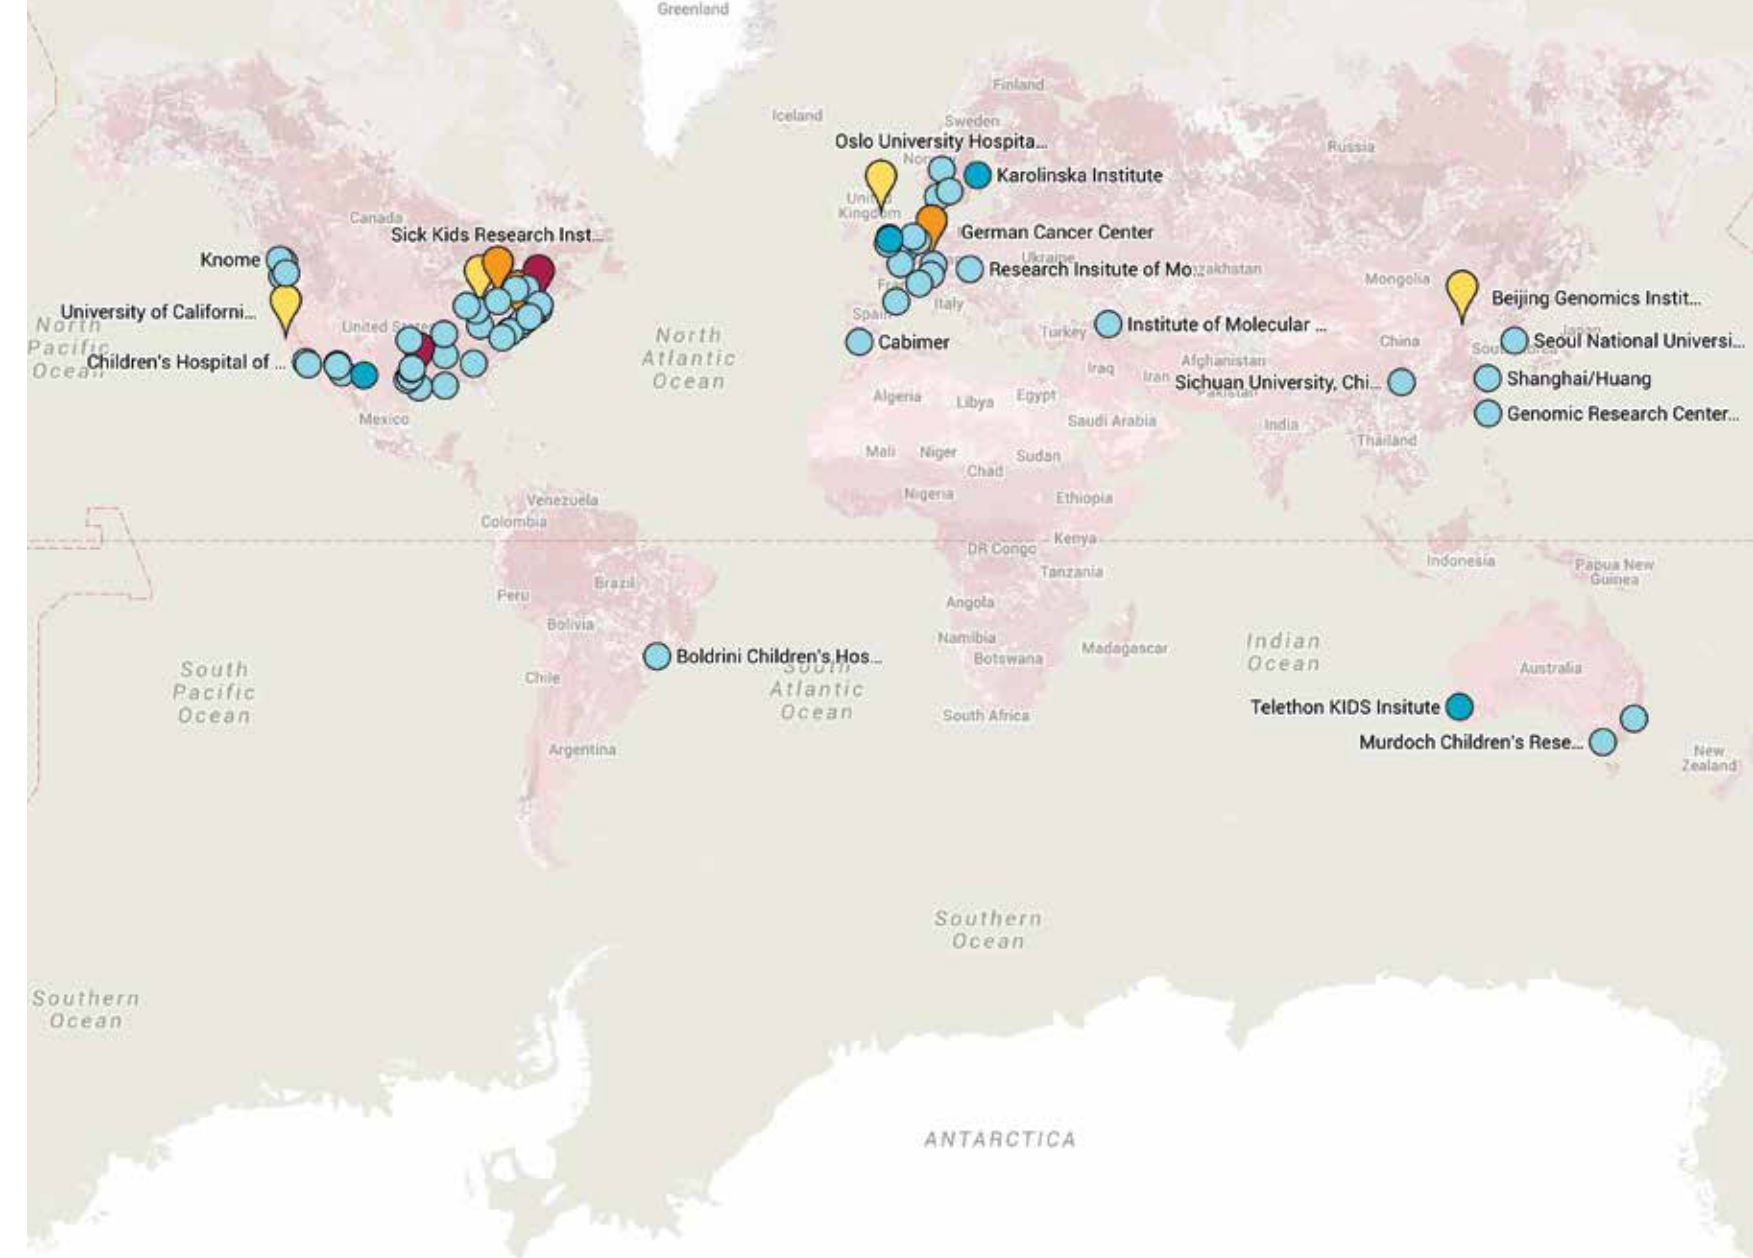 Greenland
Finland
Iceland
Sweden
Oslo University Hospita...
Russia
Karolinska Institute
United
Kingdom
Canada
Sick Kids Research Inst...
German Cancer Center
Ukraine
Knome
Research Insitute of Mo...
Mongolia
Beijing Genomics Instit...
University of Californi...
Italy
Spain
North
Pacific
Ocean
United States
North
Atlantic
Ocean
Turkey
Institute of Molecular ...
Cabimer
China
Seoul National Universi...
Children's Hospital of ...
Afghanistan
Iraq
Iran
Sichuan University, Chi...
Pakistan
Shanghai/Huang
Algeria
Libya
Egypt
Saudi Arabia
Genomic Research Center...
Mexico
India
Thailand
Mali
Niger
Sudan
Chad
Nigeria
Ethiopia
Venezuela
Colombia
Kenya
DR Congo
Indonesia
Papua New
Guinea
Tanzania
Brazil
Peru
Angola
Bolivia
Namibia
Madagascar
Indian
Ocean
Botswana
Boldrini Children's Hos...
South
Atlantic
Ocean
South
Pacific
Ocean
Chile
Australia
Telethon KIDS Insitute
South Africa
Murdoch Children's Rese...
Argentina
New
Zealand
Southern
Ocean
Southern
Ocean
ANTARCTICA